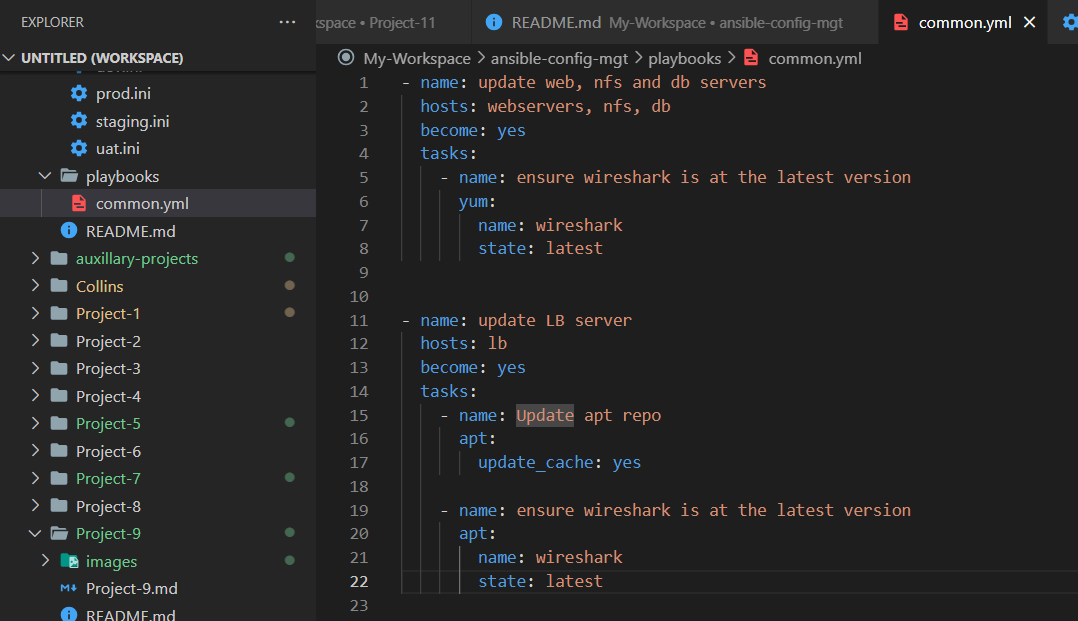 EXPLORER ···
UNTITLED (WORKSPACE)
prod.ini
staging.ini
uat.ini
playbooks
common.yml
README.md
auxillary-projects
Collins
Project-1
Project-2
Project-3
Project-4
Project-5
Project-6
Project-7
Project-8
Project-9
images
Project-9.md
README.md
kspace • Project-11 README.md My-Workspace • ansible-config-mgt common.yml
My-Workspace > ansible-config-mgt > playbooks > common.yml
1 - name: update web, nfs and db servers
2 hosts: webservers, nfs, db
3 become: yes
4 tasks:
5 - name: ensure wireshark is at the latest version
6 yum:
7 name: wireshark
8 state: latest
9
10
11 - name: update LB server
12 hosts: lb
13 become: yes
14 tasks:
15 - name: Update apt repo
16 apt:
17 update_cache: yes
18
19 - name: ensure wireshark is at the latest version
20 apt:
21 name: wireshark
22 state: latest
23